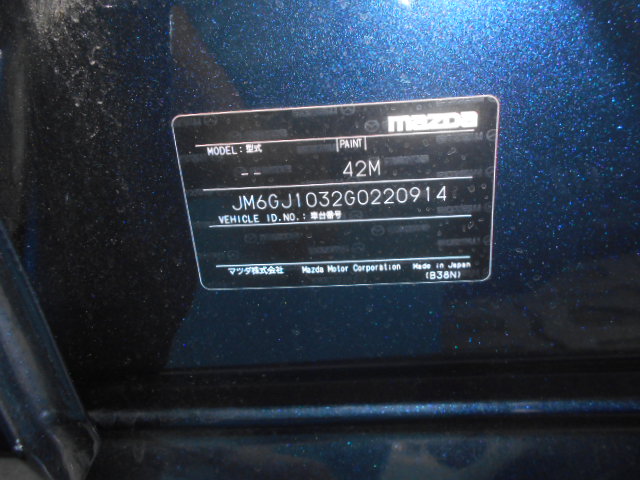 mazda
MODEL:型式 PAINT
-- 42M
JM6GJ1032G0220914
VEHICLE ID.NO.:車台番号
マツダ株式会社 Mazda Motor Corporation Made in Japan
(B38N)